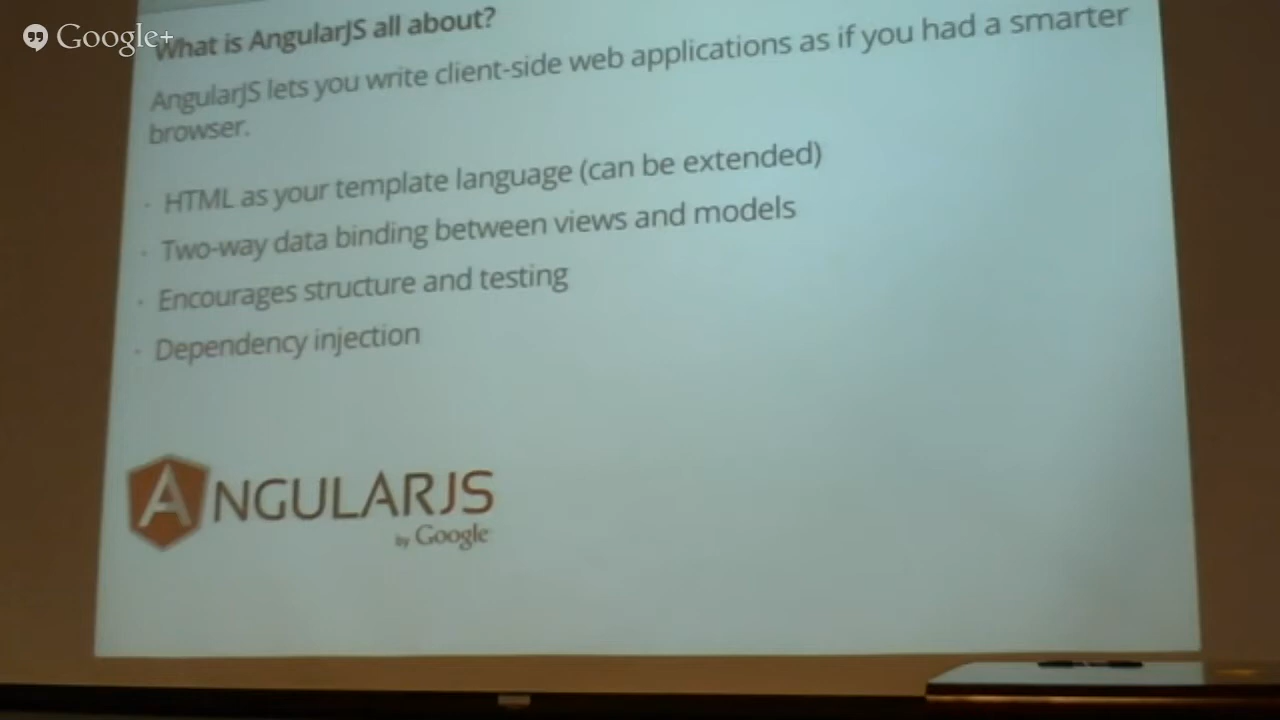 Google+
What is AngularJS all about?
AngularJS lets you write client-side web applications as if you had a smarter
browser.
· HTML as your template language (can be extended)
· Two-way data binding between views and models
· Encourages structure and testing
· Dependency injection
ANGULARJS
by Google